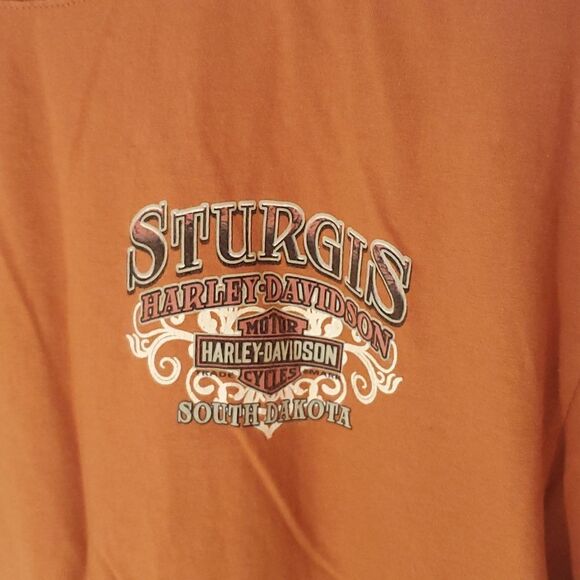 STURGIS
HARLEY-DAVIDSON
MOTOR
HARLEY-DAVIDSON
TRADE CYCLES MARK
SOUTH DAKOTA